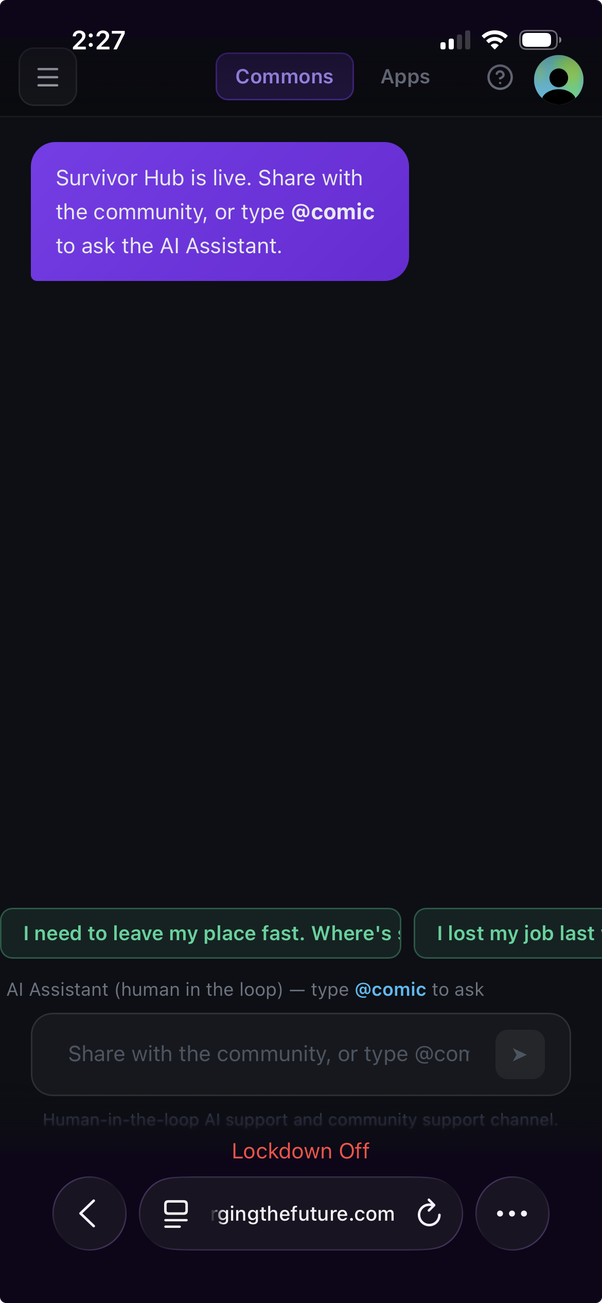 2:27
Commons
Apps
Survivor Hub is live. Share with
the community, or type @comic
to ask the AI Assistant.
I need to leave my place fast. Where's
I lost my job last
AI Assistant (human in the loop) — type @comic to ask
Share with the community, or type @com
Human-in-the-loop AI support and community support channel.
Lockdown Off
rgingthefuture.com